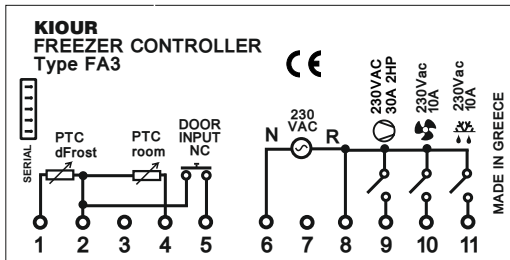 KIOUR
FREEZER CONTROLLER
Type FA3
CE
SERIAL
PTC
dFrost
PTC
room
DOOR
INPUT
NC
N
230
VAC
R
230VAC
30A 2HP
230Vac
10A
230Vac
10A
MADE IN GREECE
1 2 3 4 5 6 7 8 9 10 11